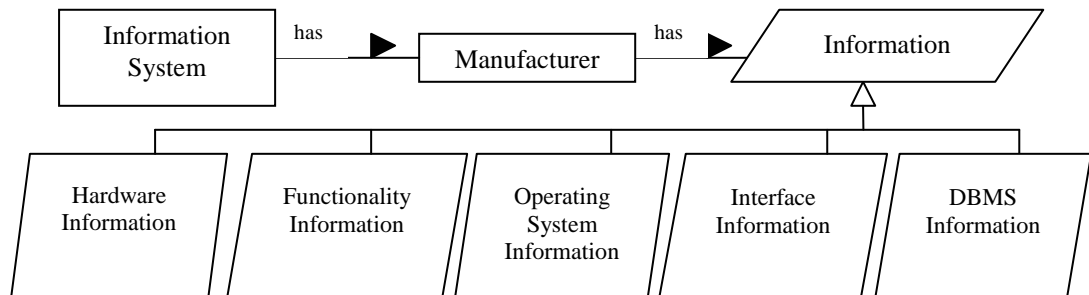 Information
System
has
Manufacturer
has
Information
Hardware
Information
Functionality
Information
Operating
System
Information
Interface
Information
DBMS
Information